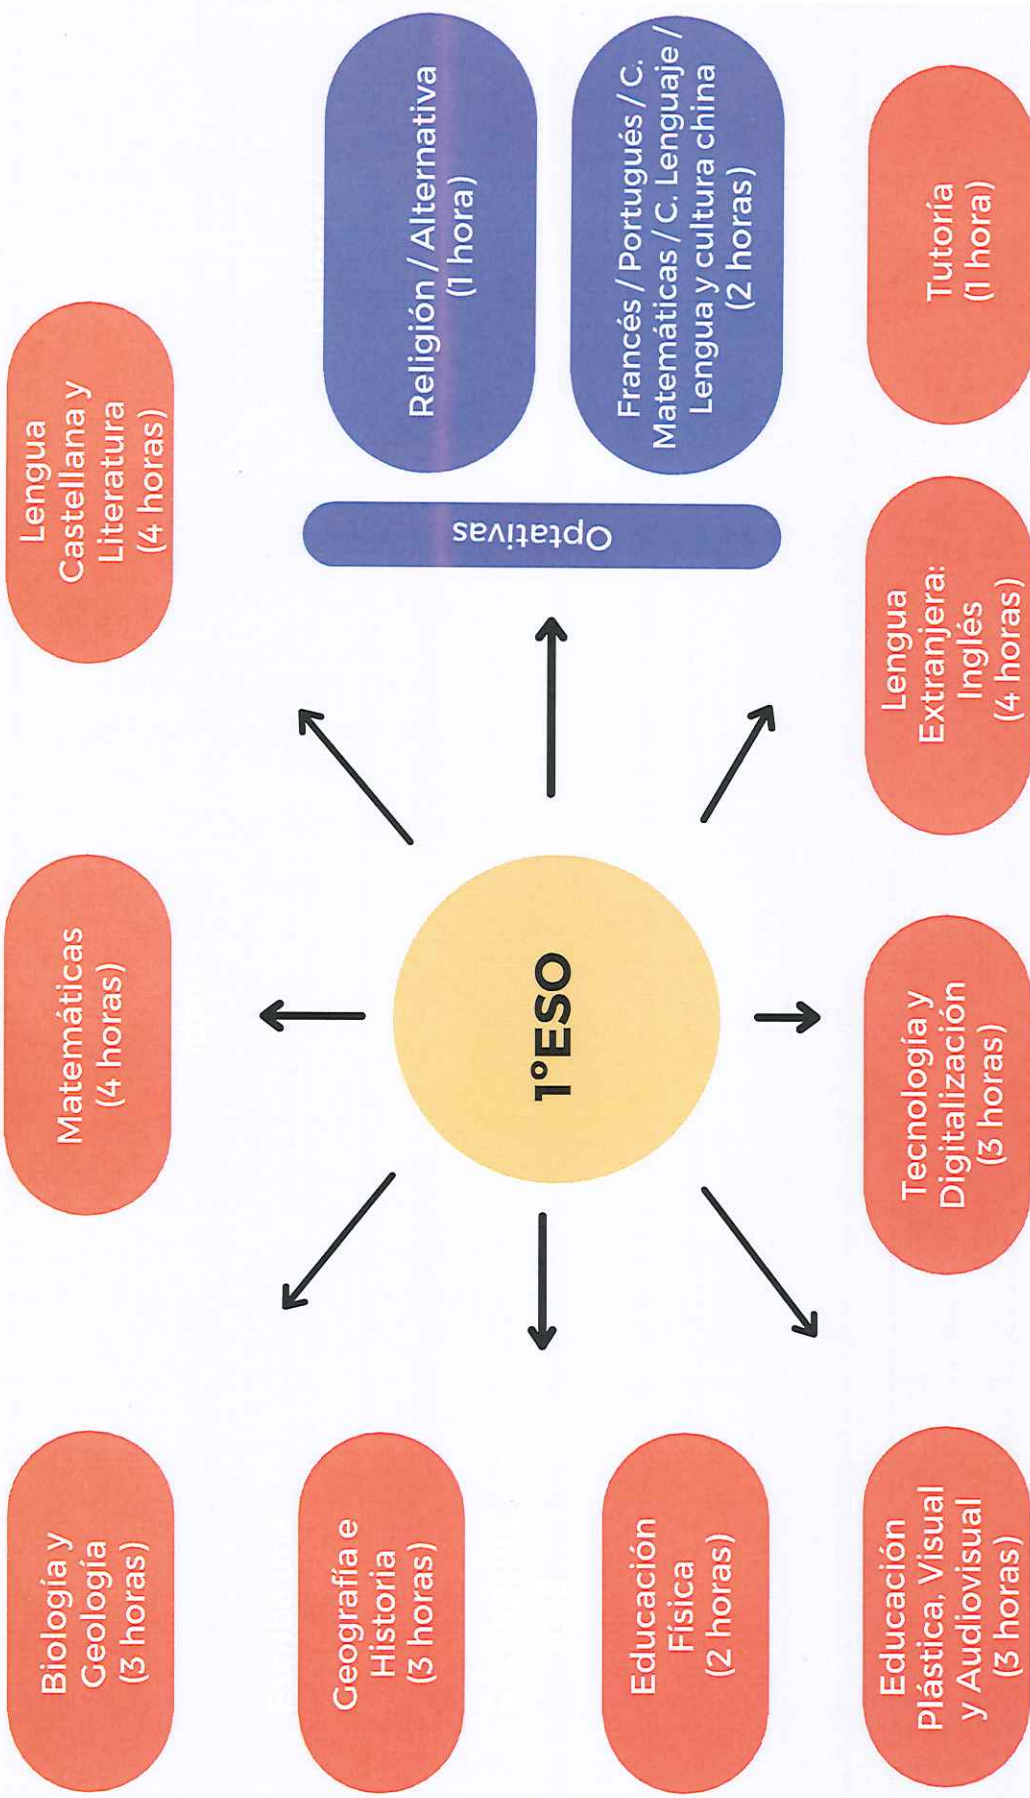 Biología y
Geología
(3 horas)
Matemáticas
(4 horas)
Lengua
Castellana y
Literatura
(4 horas)
Geografía e
Historia
(3 horas)
Educación
Física
(2 horas)
1°ESO
Optativas
Religión / Alternativa
(1 hora)
Francés / Portugués / C.
Matemáticas / C. Lenguaje /
Lengua y cultura china
(2 horas)
Educación
Plástica, Visual
y Audiovisual
(3 horas)
Tecnología y
Digitalización
(3 horas)
Lengua
Extranjera:
Inglés
(4 horas)
Tutoría
(1 hora)